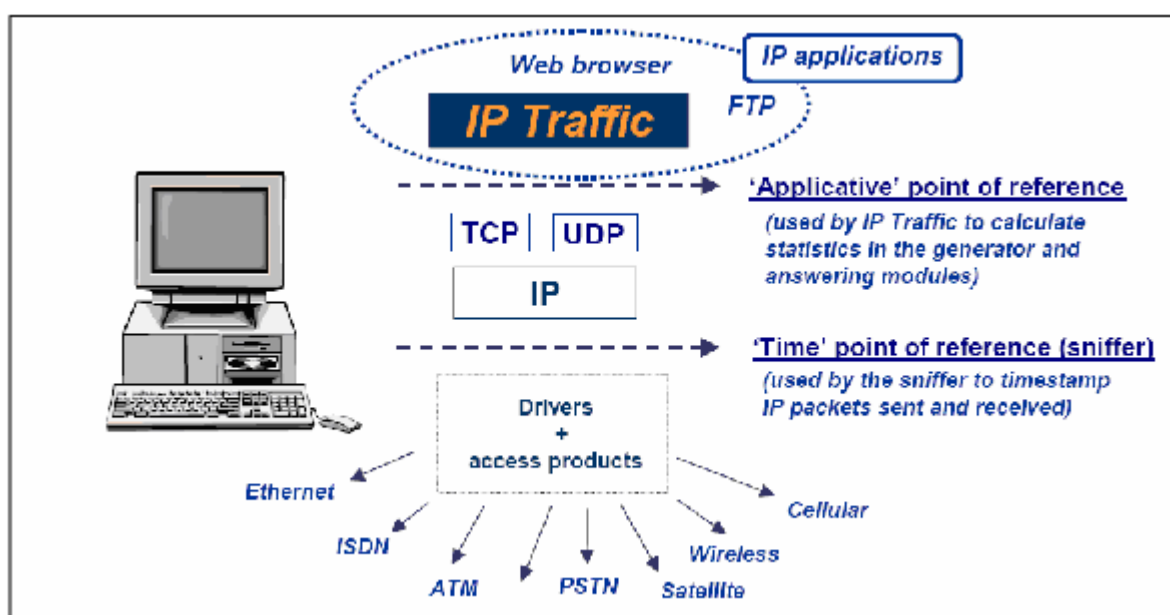 Web browser
IP applications
IP Traffic
FTP
'Applicative' point of reference
(used by IP Traffic to calculate
statistics in the generator and
answering modules)
TCP UDP
IP
'Time' point of reference (sniffer)
(used by the sniffer to timestamp
IP packets sent and received)
Drivers
+
access products
Ethernet
ISDN
ATM
PSTN
Satellite
Wireless
Cellular